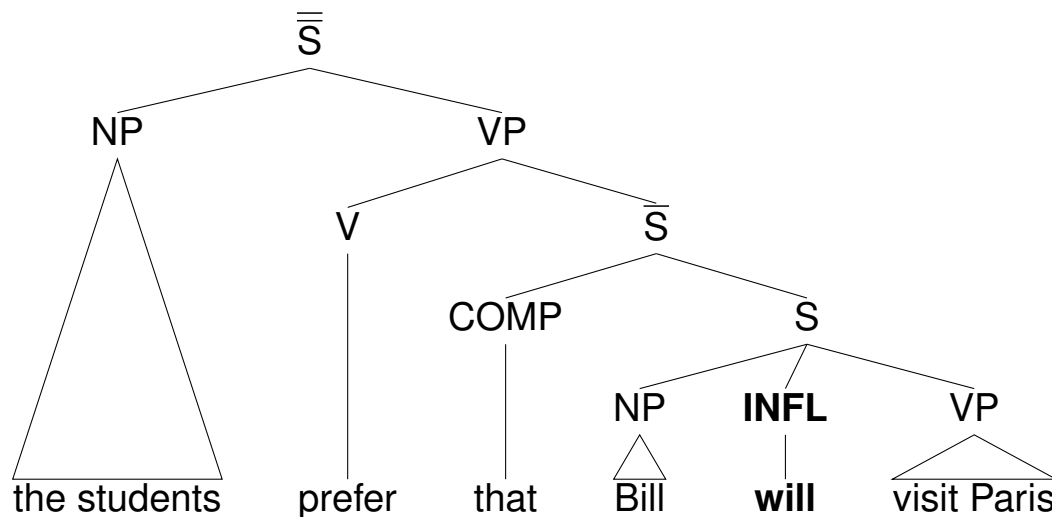 S̿
NP VP
V S̅
COMP S
NP INFL VP
the students prefer that Bill will visit Paris